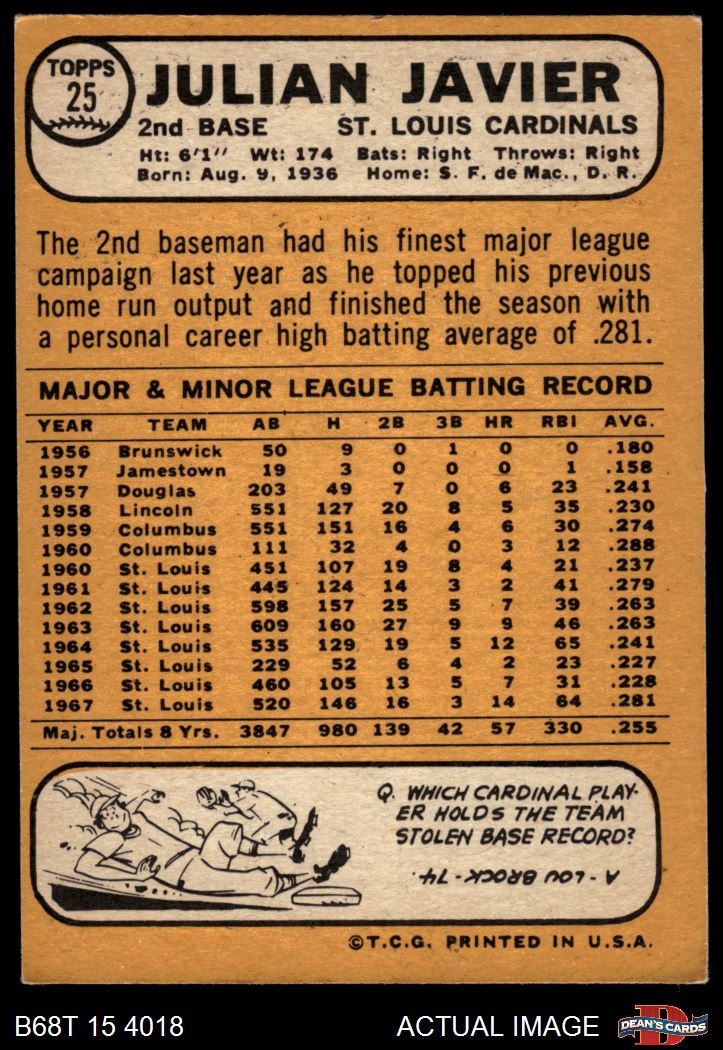 TOPPS
25
JULIAN JAVIER
2nd BASE ST. LOUIS CARDINALS
Ht: 6'1" Wt: 174 Bats: Right Throws: Right
Born: Aug. 9, 1936 Home: S. F. de Mac., D. R.
The 2nd baseman had his finest major league
campaign last year as he topped his previous
home run output and finished the season with
a personal career high batting average of .281.
MAJOR & MINOR LEAGUE BATTING RECORD
YEAR TEAM AB H 2B 3B HR RBI AVG.
1956 Brunswick 50 9 0 1 0 0 .180
1957 Jamestown 19 3 0 0 0 1 .158
1957 Douglas 203 49 7 0 6 23 .241
1958 Lincoln 551 127 20 8 5 35 .230
1959 Columbus 551 151 16 4 6 30 .274
1960 Columbus 111 32 4 0 3 12 .288
1960 St. Louis 451 107 19 8 4 21 .237
1961 St. Louis 445 124 14 3 2 41 .279
1962 St. Louis 598 157 25 5 7 39 .263
1963 St. Louis 609 160 27 9 9 46 .263
1964 St. Louis 535 129 19 5 12 65 .241
1965 St. Louis 229 52 6 4 2 23 .227
1966 St. Louis 460 105 13 5 7 31 .228
1967 St. Louis 520 146 16 3 14 64 .281
Maj. Totals 8 Yrs. 3847 980 139 42 57 330 .255
Q. WHICH CARDINAL PLAY-
ER HOLDS THE TEAM
STOLEN BASE RECORD?
A - LOU BROCK - 74.
©T.C.G. PRINTED IN U.S.A.
B68T 15 4018 ACTUAL IMAGE
DEAN'S CARDS